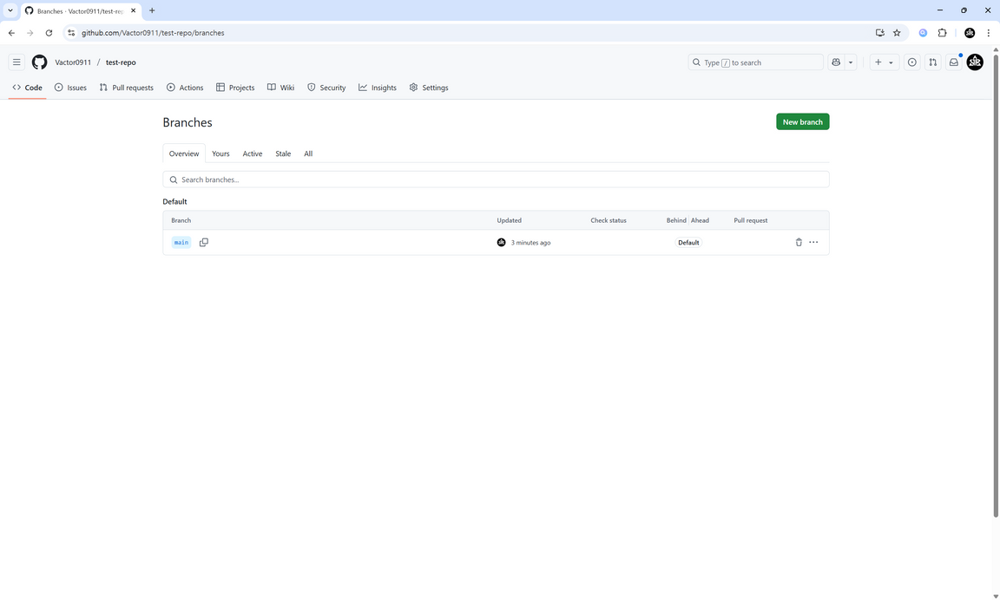 Branches · Vactor0911/test-rep
github.com/Vactor0911/test-repo/branches
Vactor0911 / test-repo
Type / to search
Code Issues Pull requests Actions Projects Wiki Security Insights Settings
Branches
New branch
Overview Yours Active Stale All
Search branches...
Default
Branch Updated Check status Behind Ahead Pull request
main 3 minutes ago Default